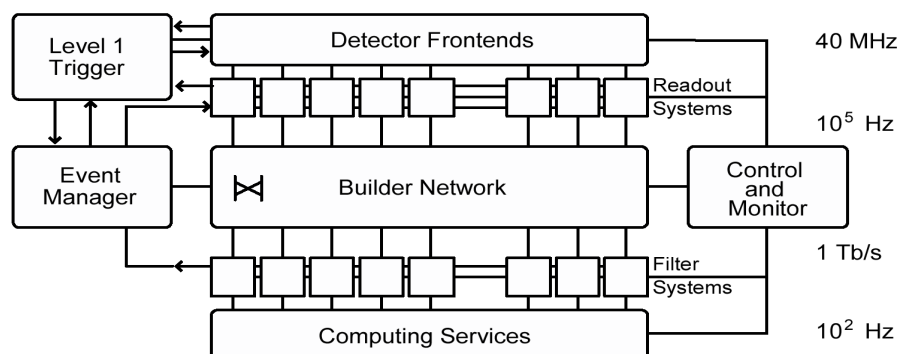 Level 1
Trigger
Detector Frontends
40 MHz
Readout
Systems
10⁵ Hz
Event
Manager
Builder Network
Control
and
Monitor
1 Tb/s
Filter
Systems
Computing Services
10² Hz